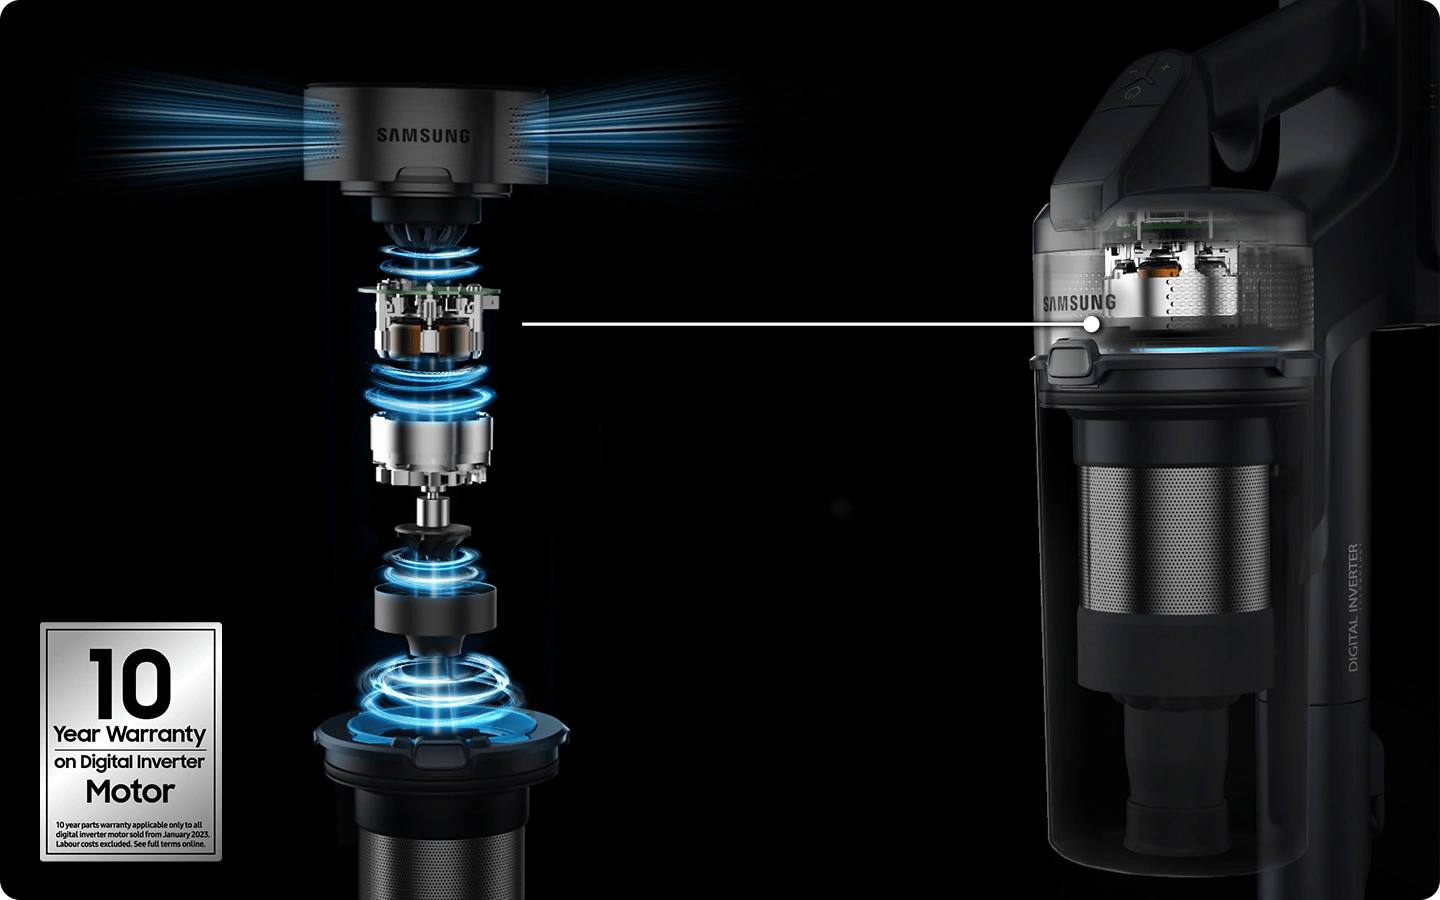 SAMSUNG
SAMSUNG
DIGITAL INVERTER
10
Year Warranty
on Digital Inverter
Motor
10 year parts warranty applicable only to all
digital inverter motor sold from January 2023.
Labour costs excluded. See full terms online.